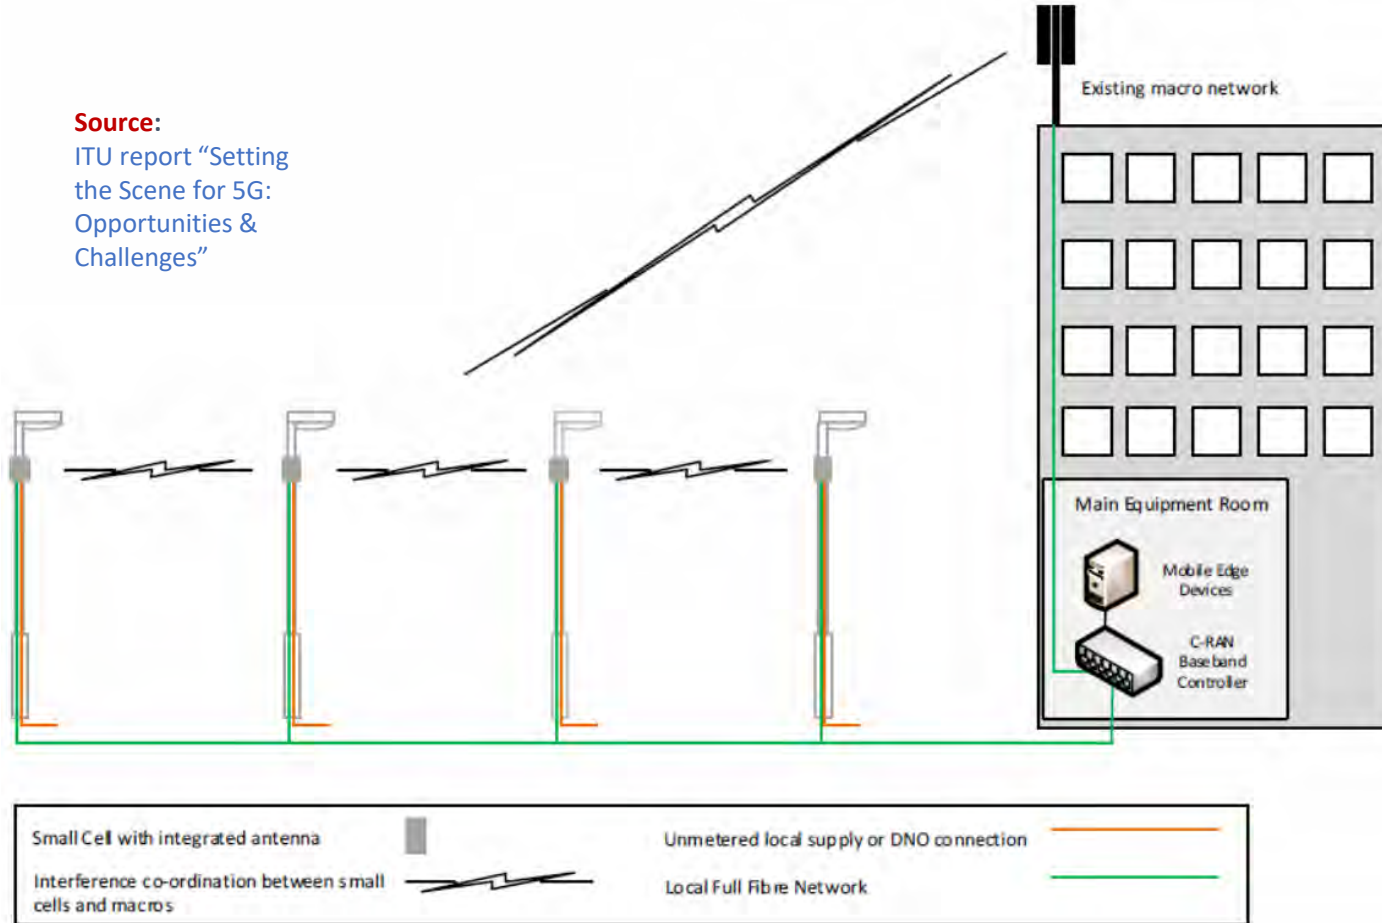 Source:
ITU report “Setting
the Scene for 5G:
Opportunities &
Challenges”
Existing macro network
Main Equipment Room
Mobile Edge
Devices
C-RAN
Baseband
Controller
Small Cell with integrated antenna
Interference co-ordination between small
cells and macros
Unmetered local supply or DNO connection
Local Full Fibre Network